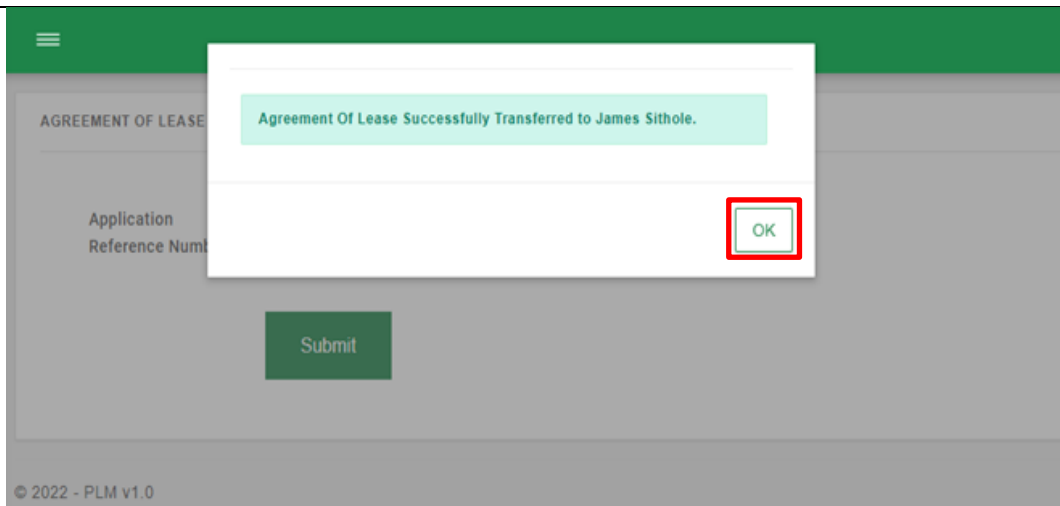 Agreement Of Lease Successfully Transferred to James Sithole.
AGREEMENT OF LEASE
Application
Reference Numb
OK
Submit
© 2022 - PLM v1.0